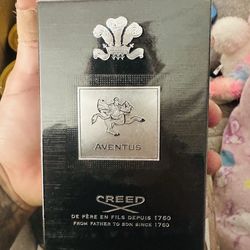 AVENTUS
CREED
DE PÈRE EN FILS DEPUIS 1760
FROM FATHER TO SON SINCE 1760